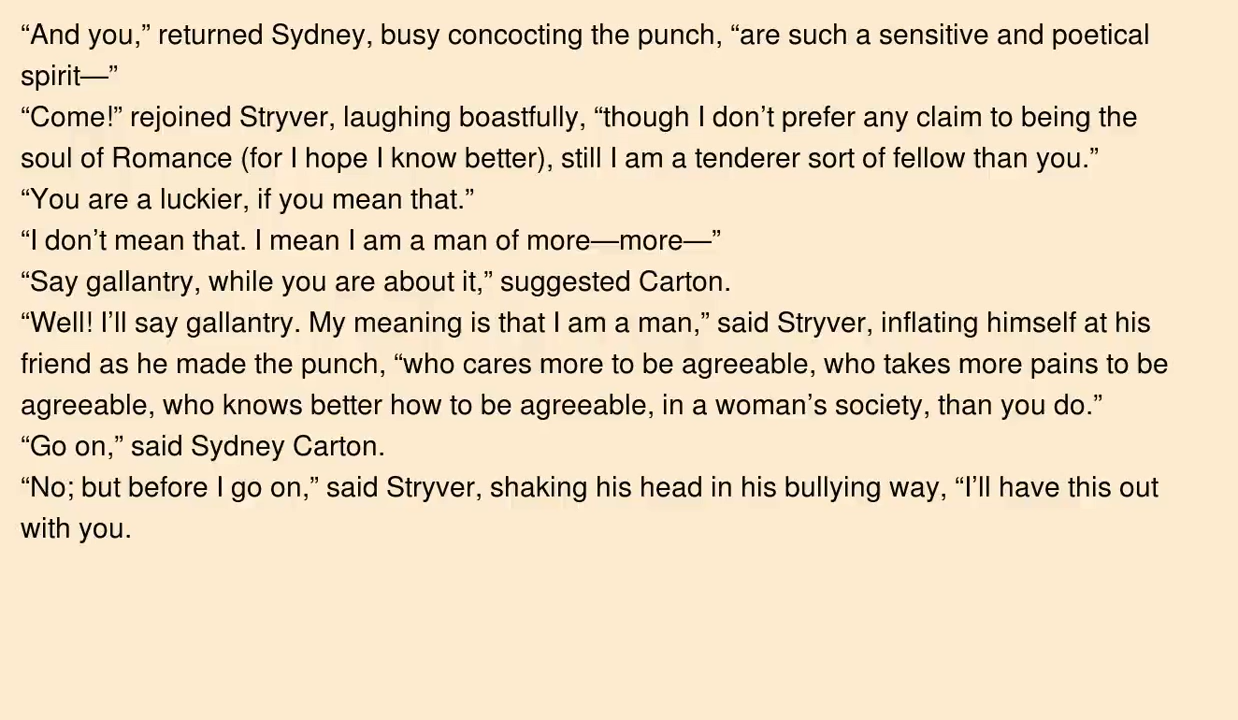 “And you,” returned Sydney, busy concocting the punch, “are such a sensitive and poetical
spirit—”
“Come!” rejoined Stryver, laughing boastfully, “though I don’t prefer any claim to being the
soul of Romance (for I hope I know better), still I am a tenderer sort of fellow than you.”
“You are a luckier, if you mean that.”
“I don’t mean that. I mean I am a man of more—more—”
“Say gallantry, while you are about it,” suggested Carton.
“Well! I’ll say gallantry. My meaning is that I am a man,” said Stryver, inflating himself at his
friend as he made the punch, “who cares more to be agreeable, who takes more pains to be
agreeable, who knows better how to be agreeable, in a woman’s society, than you do.”
“Go on,” said Sydney Carton.
“No; but before I go on,” said Stryver, shaking his head in his bullying way, “I’ll have this out
with you.